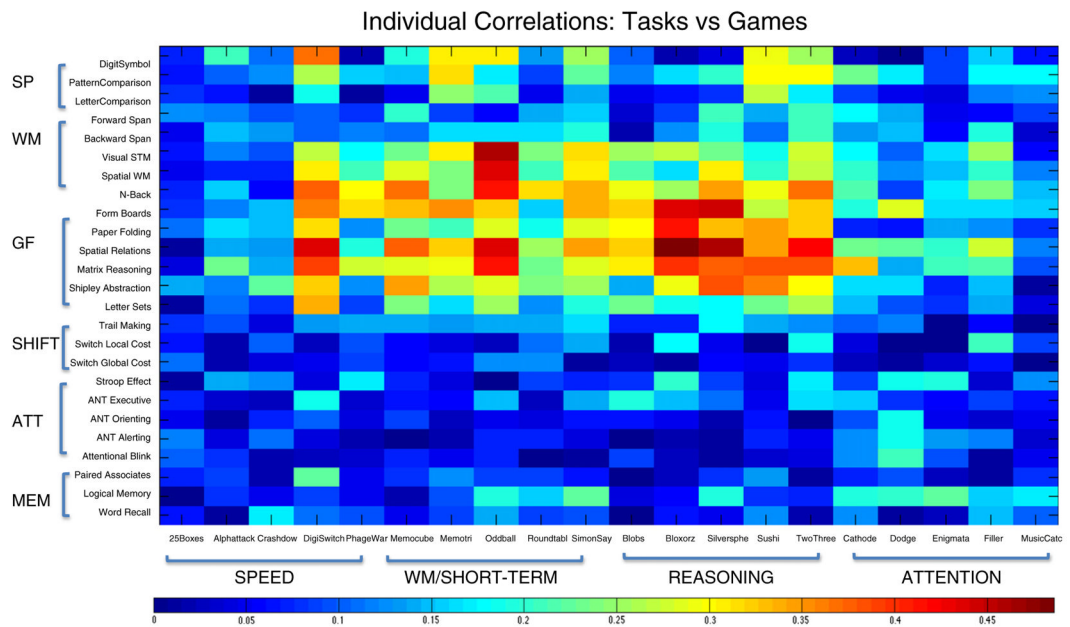 Individual Correlations: Tasks vs Games
SP
DigitSymbol
PatternComparison
LetterComparison
WM
Forward Span
Backward Span
Visual STM
Spatial WM
N-Back
GF
Form Boards
Paper Folding
Spatial Relations
Matrix Reasoning
Shipley Abstraction
Letter Sets
SHIFT
Trail Making
Switch Local Cost
Switch Global Cost
ATT
Stroop Effect
ANT Executive
ANT Orienting
ANT Alerting
Attentional Blink
MEM
Paired Associates
Logical Memory
Word Recall
25Boxes Alphattack Crashdow DigiSwitch PhageWar Memocube Memotri Oddball Roundtabl SimonSay Blobs Bloxorz Silversphe Sushi TwoThree Cathode Dodge Enigmata Filler MusicCatc
SPEED WM/SHORT-TERM REASONING ATTENTION
0 0.05 0.1 0.15 0.2 0.25 0.3 0.35 0.4 0.45